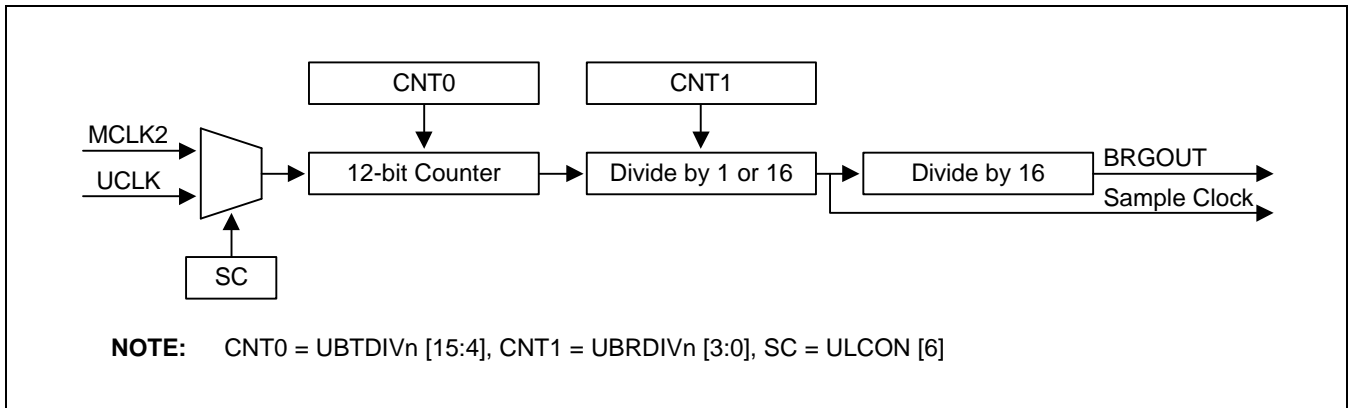 CNT0
CNT1
MCLK2
UCLK
12-bit Counter
Divide by 1 or 16
Divide by 16
BRGOUT
Sample Clock
SC
NOTE: CNT0 = UBTDIVn [15:4], CNT1 = UBRDIVn [3:0], SC = ULCON [6]